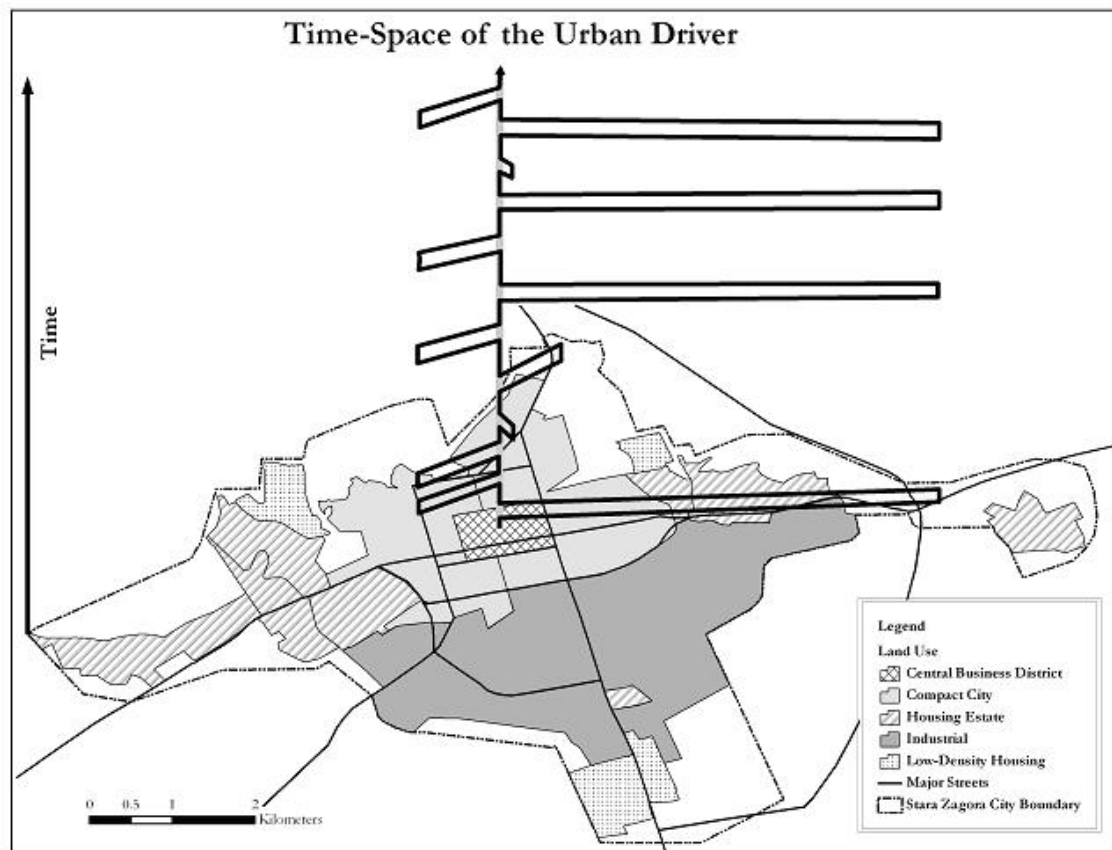 Time-Space of the Urban Driver
Time
Legend
Land Use
Central Business District
Compact City
Housing Estate
Industrial
Low-Density Housing
Major Streets
Stara Zagora City Boundary
0 0.5 1 2
Kilometers